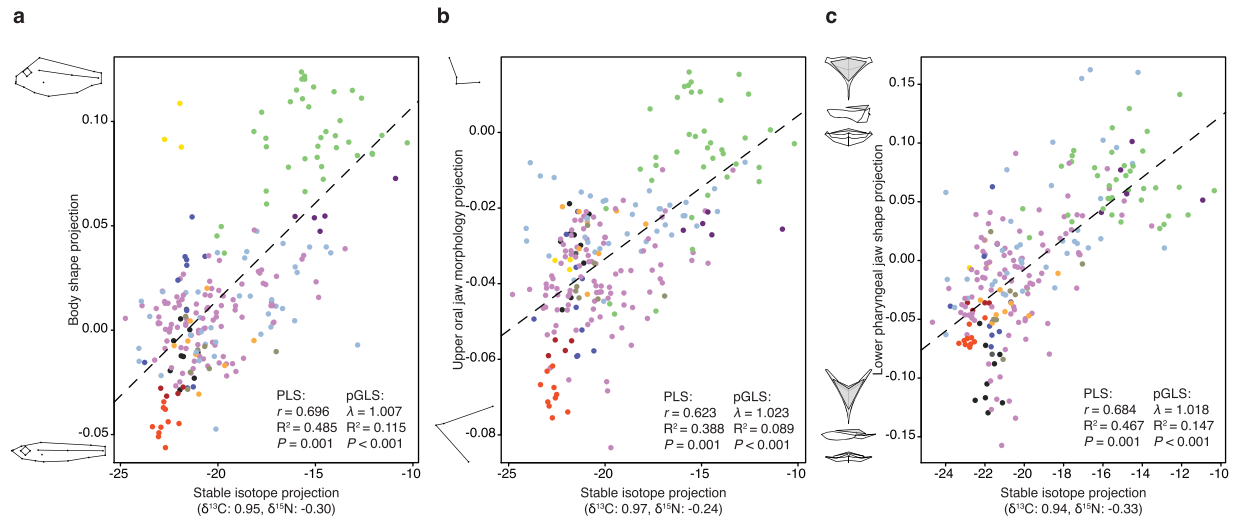 a
Body shape projection
0.10
0.05
0.00
-0.05
PLS: pGLS:
r = 0.696 λ = 1.007
R² = 0.485 R² = 0.115
P = 0.001 P < 0.001
-25 -20 -15 -10
Stable isotope projection
(δ¹³C: 0.95, δ¹⁵N: -0.30)
b
Upper oral jaw morphology projection
0.00
-0.02
-0.04
-0.06
-0.08
PLS: pGLS:
r = 0.623 λ = 1.023
R² = 0.388 R² = 0.089
P = 0.001 P < 0.001
-25 -20 -15 -10
Stable isotope projection
(δ¹³C: 0.97, δ¹⁵N: -0.24)
c
Lower pharyngeal jaw shape projection
0.15
0.10
0.05
0.00
-0.05
-0.10
-0.15
PLS: pGLS:
r = 0.684 λ = 1.018
R² = 0.467 R² = 0.147
P = 0.001 P < 0.001
-24 -22 -20 -18 -16 -14 -12 -10
Stable isotope projection
(δ¹³C: 0.94, δ¹⁵N: -0.33)